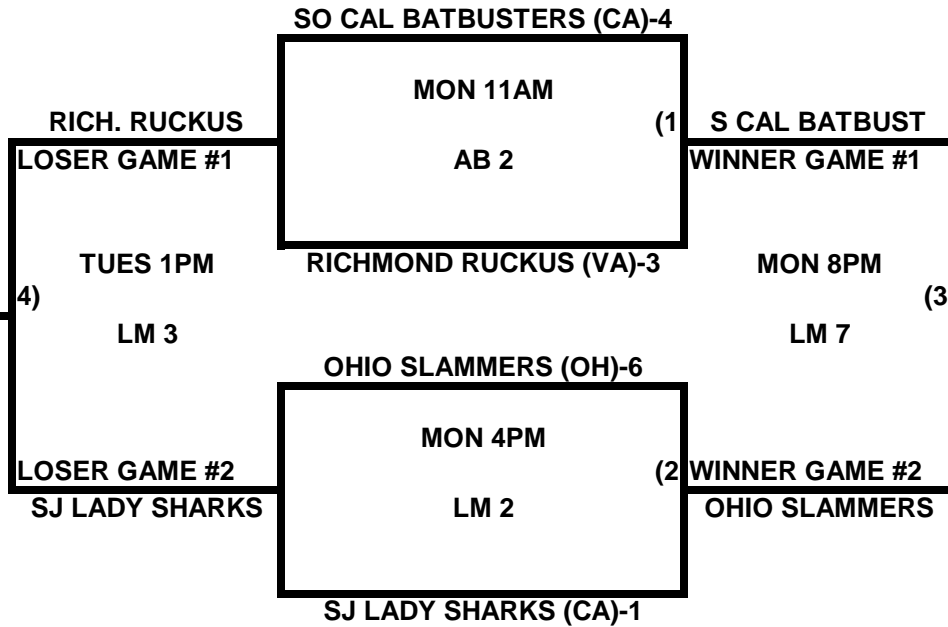 SO CAL BATBUSTERS (CA)-4
MON 11AM
RICH. RUCKUS
(1
S CAL BATBUST
LOSER GAME #1
AB 2
WINNER GAME #1
TUES 1PM
RICHMOND RUCKUS (VA)-3
MON 8PM
4)
(3
LM 3
LM 7
OHIO SLAMMERS (OH)-6
MON 4PM
LOSER GAME #2
(2
WINNER GAME #2
SJ LADY SHARKS
LM 2
OHIO SLAMMERS
SJ LADY SHARKS (CA)-1